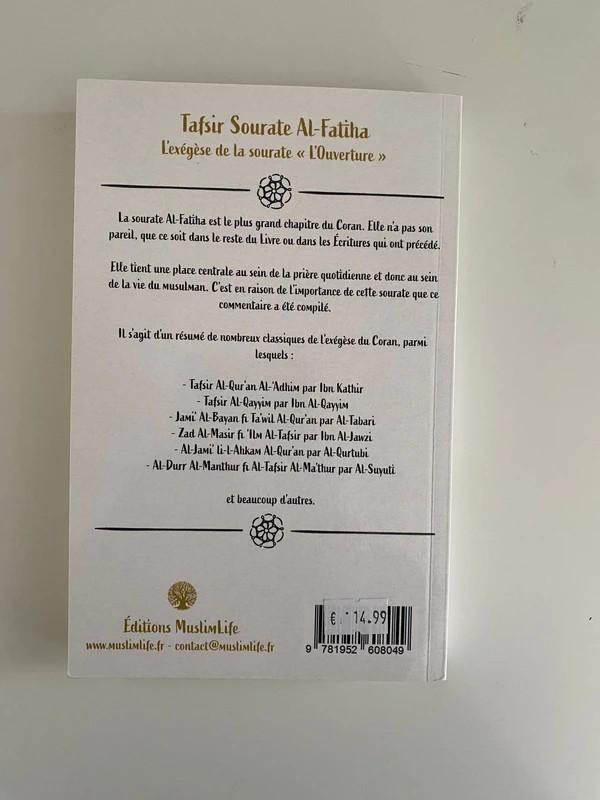 Tafsir Sourate Al-Fatiha
L'exégèse de la sourate « L'Ouverture »
La sourate Al-Fatiha est le plus grand chapitre du Coran. Elle n'a pas son
pareil, que ce soit dans le reste du Livre ou dans les Écritures qui ont précédé.
Elle tient une place centrale au sein de la prière quotidienne et donc au sein
de la vie du musulman. C'est en raison de l'importance de cette sourate que ce
commentaire a été compilé.
Il s'agit d'un résumé de nombreux classiques de l'exégèse du Coran, parmi
lesquels :
- Tafsir Al-Qur'an Al-'Adhim par Ibn Kathir
- Tafsir Al-Qayyim par Ibn Al-Qayyim
- Jami' Al-Bayan fi Ta'wil Al-Qur'an par Al-Tabari
- Zad Al-Masir fi 'Ilm Al-Tafsir par Ibn Al-Jawzi
- Al-Jami' li-l-Ahkam Al-Qur'an par Al-Qurtubi
- Al-Durr Al-Manthur fi Al-Tafsir Al-Ma'thur par Al-Suyuti
et beaucoup d'autres.
Éditions MuslimLife
www.muslimlife.fr - contact@muslimlife.fr
€ 14.99
9 781952 608049